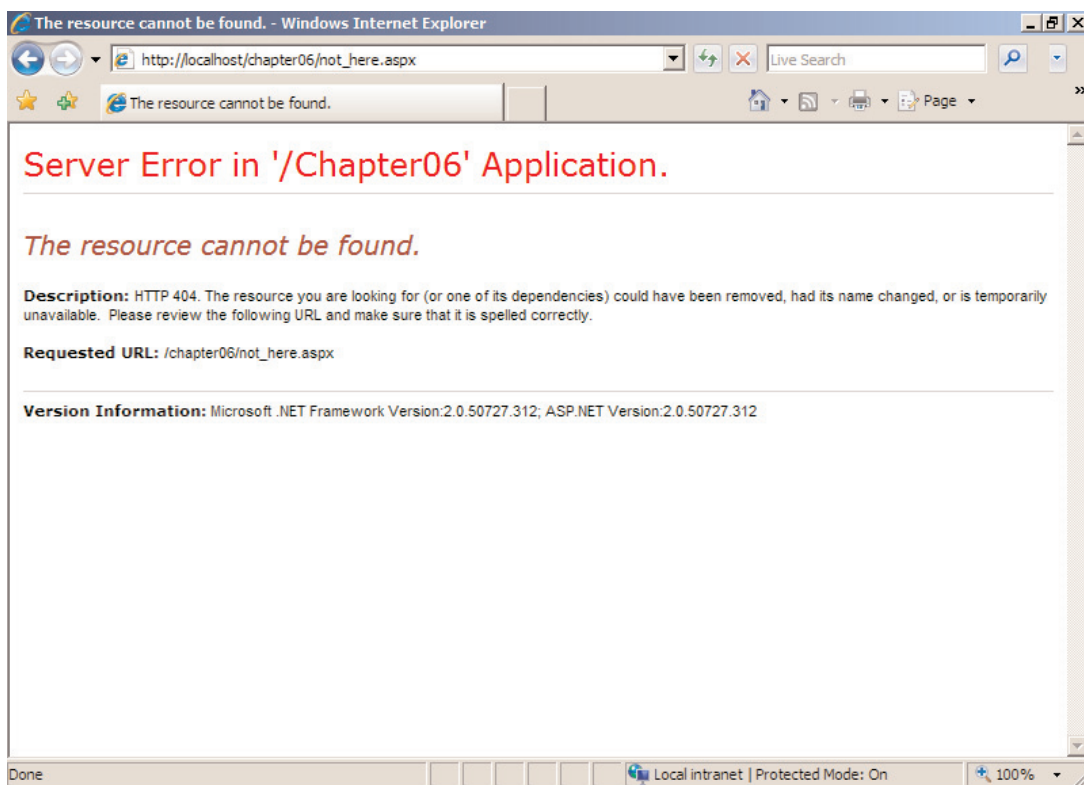 The resource cannot be found. - Windows Internet Explorer
http://localhost/chapter06/not_here.aspx
Live Search
The resource cannot be found.
Page
»
Server Error in '/Chapter06' Application.
The resource cannot be found.
Description: HTTP 404. The resource you are looking for (or one of its dependencies) could have been removed, had its name changed, or is temporarily
unavailable.  Please review the following URL and make sure that it is spelled correctly.
Requested URL: /chapter06/not_here.aspx
Version Information: Microsoft .NET Framework Version:2.0.50727.312; ASP.NET Version:2.0.50727.312
Done
Local intranet | Protected Mode: On
100%